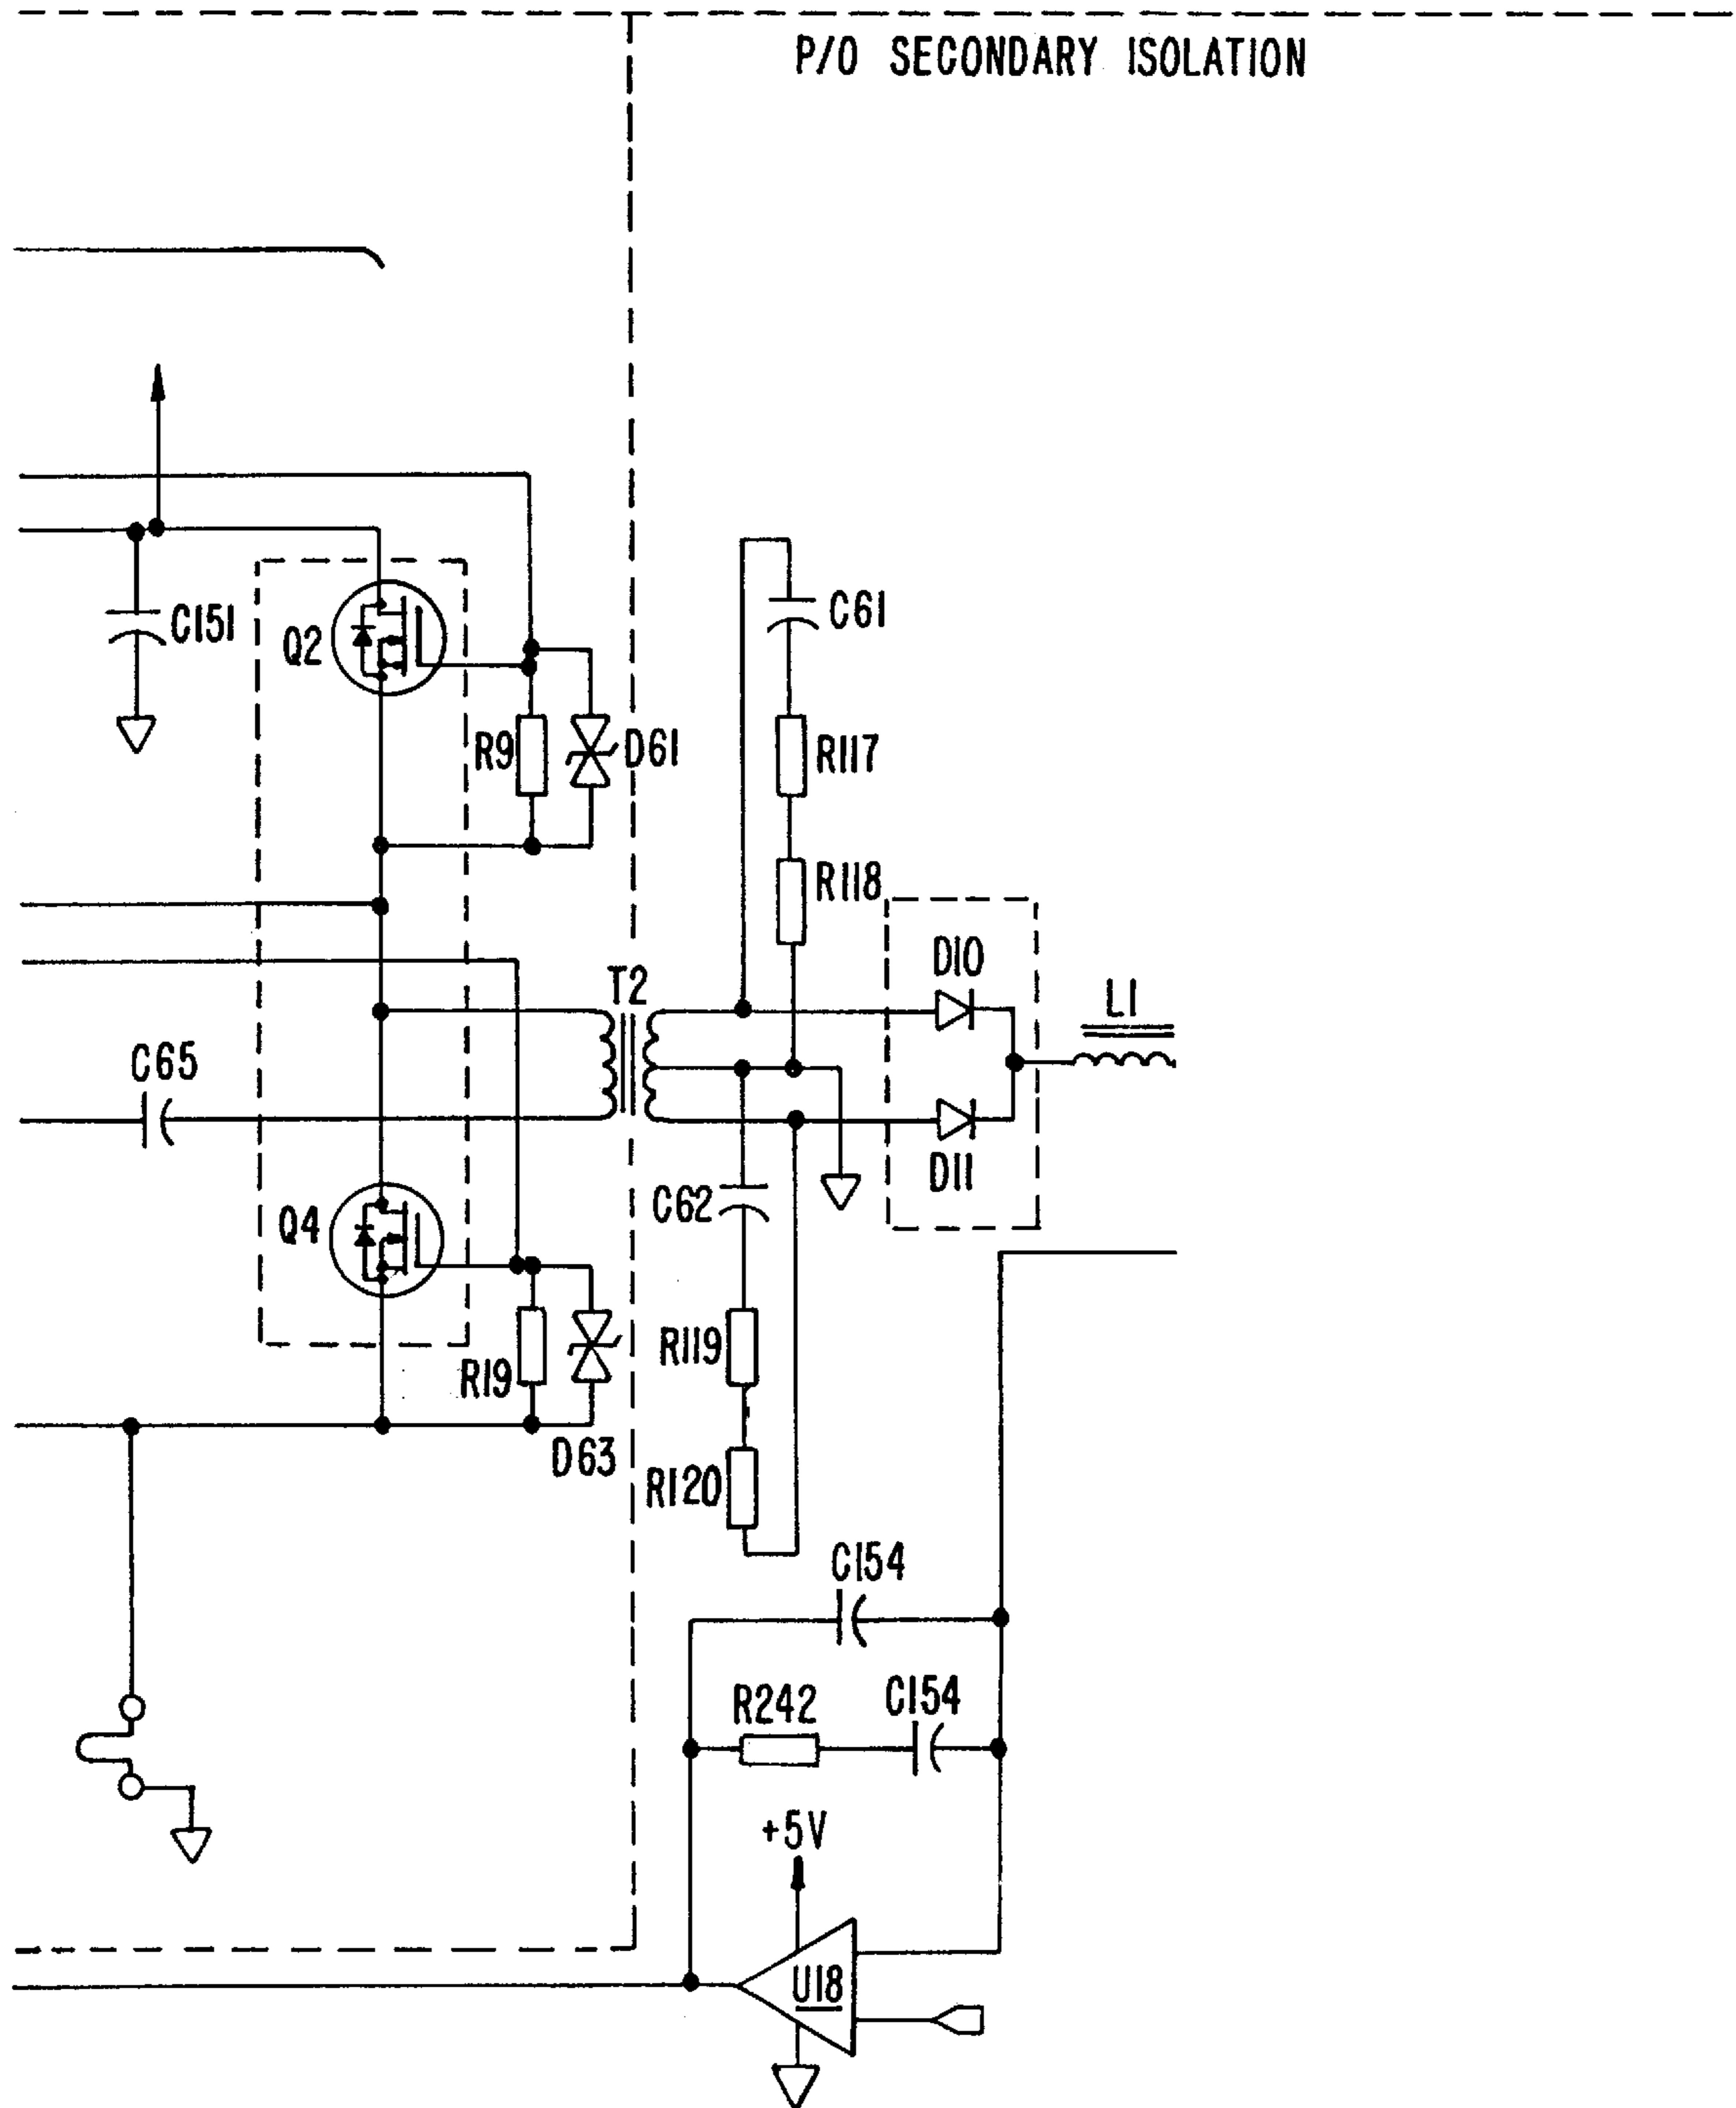 P/O SECONDARY ISOLATION
C61
C151
Q2
R9
D61
R117
R118
D10
T2
L1
C65
D11
C62
Q4
R119
R19
D63
R120
C154
R242
C154
+5V
U18